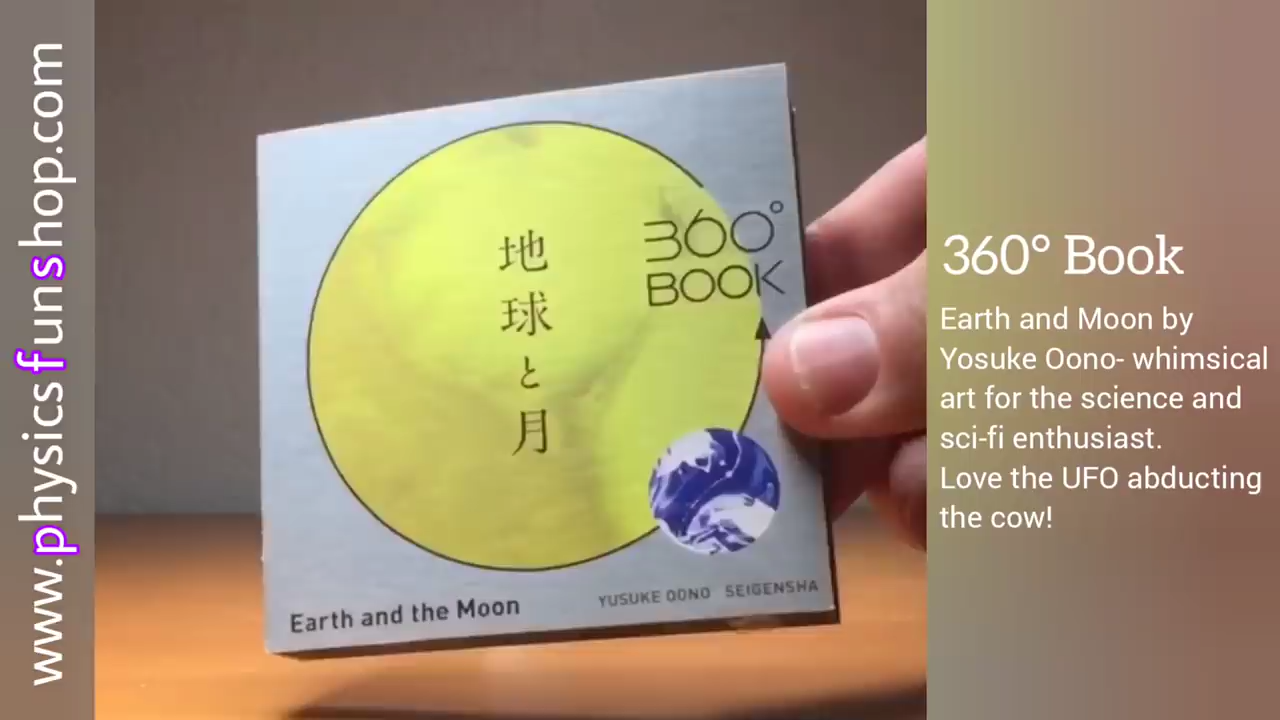 www.physicsfunshop.com
地球と月
360°
BOOK
Earth and the Moon
YUSUKE OONO SEIGENSHA
360° Book
Earth and Moon by
Yosuke Oono- whimsical
art for the science and
sci-fi enthusiast.
Love the UFO abducting
the cow!